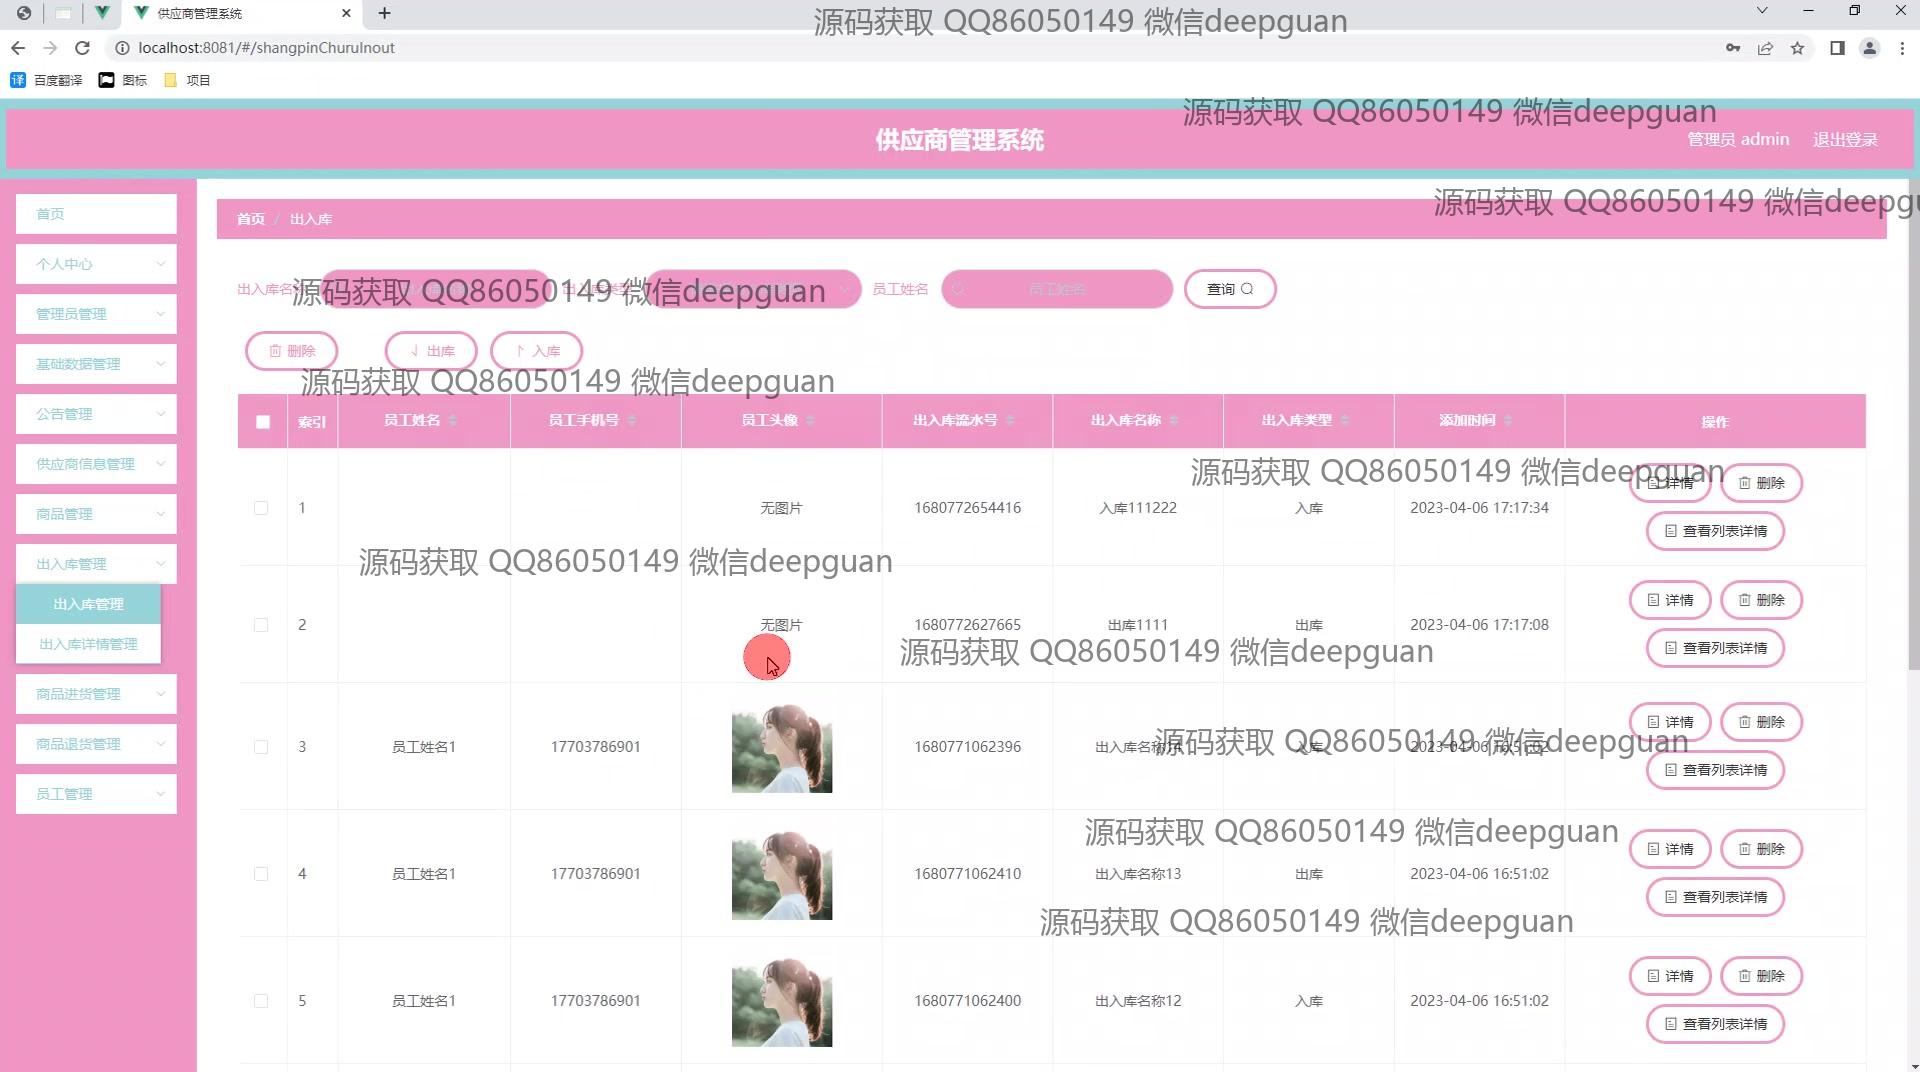 供应商管理系统
源码获取 QQ86050149 微信deepguan
localhost:8081/#/shangpinChuruInout
百度翻译 图标 项目
源码获取 QQ86050149 微信deepguan
供应商管理系统
管理员 admin 退出登录
源码获取 QQ86050149 微信deepgu
首页 / 出入库
首页
个人中心
管理员管理
基础数据管理
公告管理
供应商信息管理
商品管理
出入库管理
出入库管理
出入库详情管理
商品进货管理
商品退货管理
员工管理
出入库名称 员工姓名 员工姓名 查询
源码获取 QQ86050149 微信deepguan
删除 出库 入库
源码获取 QQ86050149 微信deepguan
索引 员工姓名 员工手机号 员工头像 出入库流水号 出入库名称 出入库类型 添加时间 操作
源码获取 QQ86050149 微信deepguan
1 无图片 1680772654416 入库111222 入库 2023-04-06 17:17:34 详情 删除
查看列表详情
源码获取 QQ86050149 微信deepguan
2 无图片 1680772627665 出库1111 出库 2023-04-06 17:17:08 详情 删除
查看列表详情
源码获取 QQ86050149 微信deepguan
3 员工姓名1 17703786901 1680771062396 出入库名称14 入库 2023-04-06 16:51:02 详情 删除
查看列表详情
源码获取 QQ86050149 微信deepguan
源码获取 QQ86050149 微信deepguan
4 员工姓名1 17703786901 1680771062410 出入库名称13 出库 2023-04-06 16:51:02 详情 删除
查看列表详情
源码获取 QQ86050149 微信deepguan
5 员工姓名1 17703786901 1680771062400 出入库名称12 入库 2023-04-06 16:51:02 详情 删除
查看列表详情